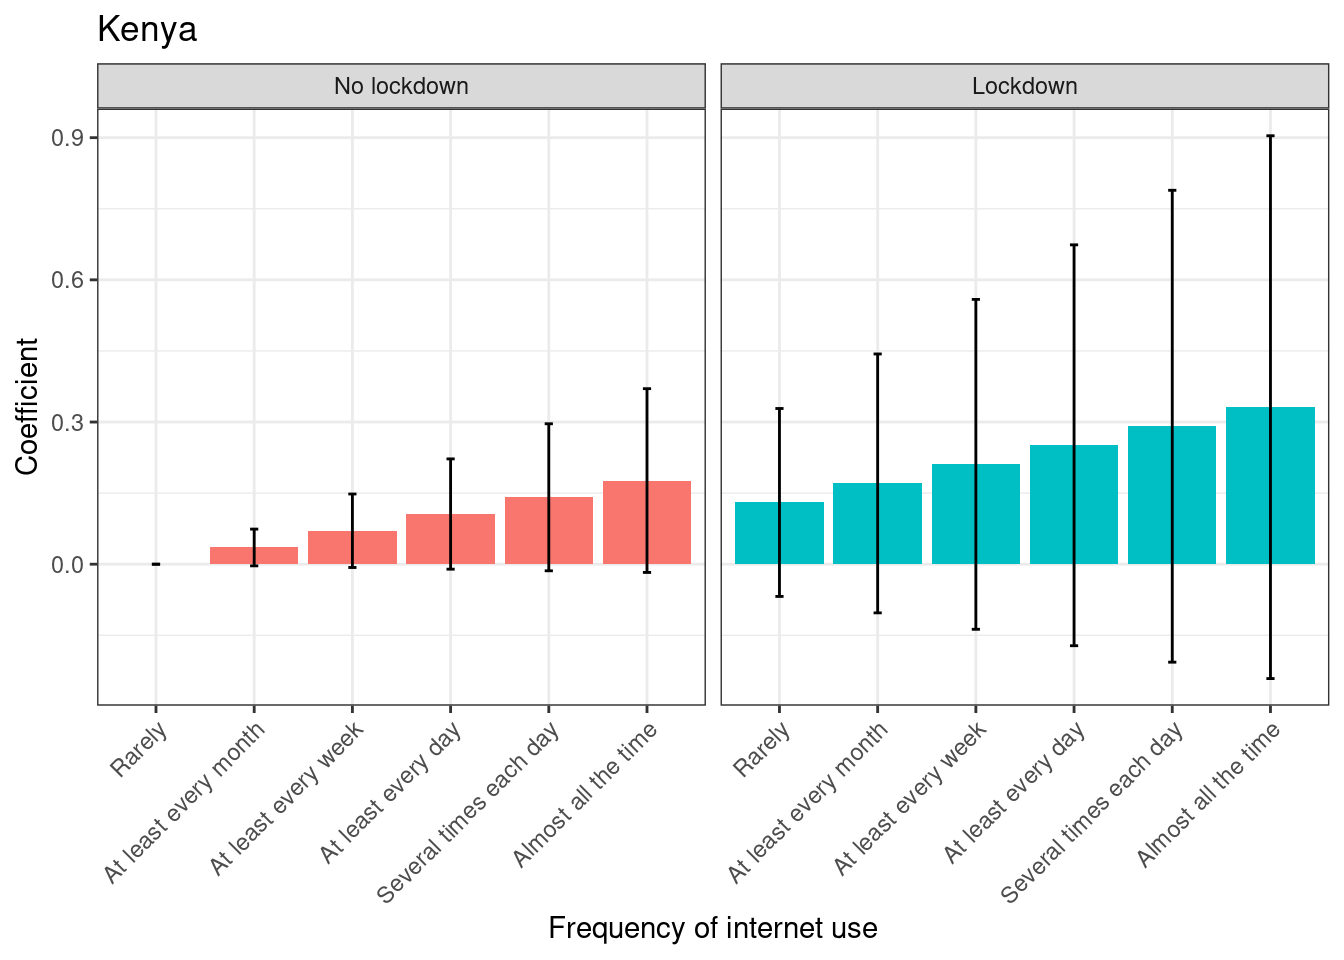 Kenya
No lockdown
Lockdown
0.9
0.6
0.3
0.0
Coefficient
Rarely
At least every month
At least every week
At least every day
Several times each day
Almost all the time
Rarely
At least every month
At least every week
At least every day
Several times each day
Almost all the time
Frequency of internet use